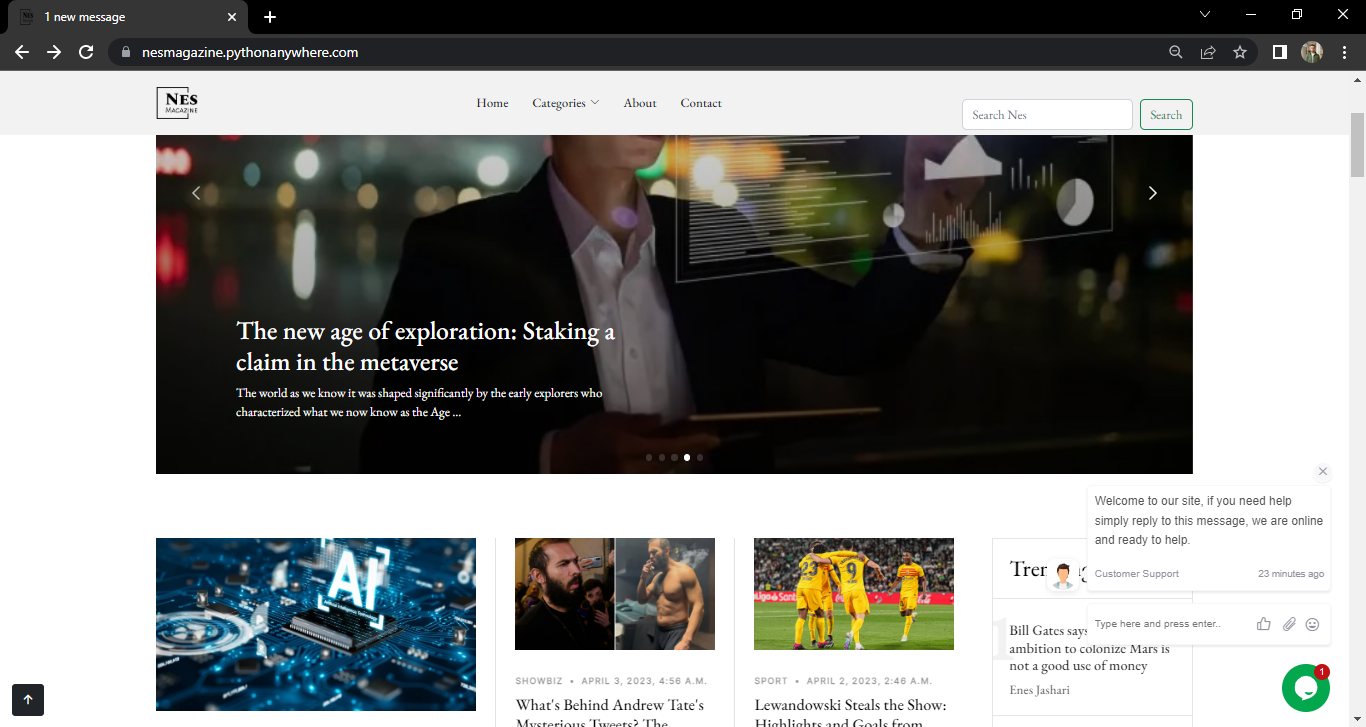 1 new message
nesmagazine.pythonanywhere.com
NES
MAGAZINE
Home
Categories
About
Contact
Search Nes
Search
The new age of exploration: Staking a
claim in the metaverse
The world as we know it was shaped significantly by the early explorers who
characterized what we now know as the Age ...
Welcome to our site, if you need help
simply reply to this message, we are online
and ready to help.
Customer Support
23 minutes ago
Type here and press enter..
1
AI
Artificial Intelligence Technology
23
9
SHOWBIZ • APRIL 3, 2023, 4:56 A.M.
What's Behind Andrew Tate's
Mysterious Tweets? The
SPORT • APRIL 2, 2023, 2:46 A.M.
Lewandowski Steals the Show:
Highlights and Goals from
1
Bill Gates says
ambition to colonize Mars is
not a good use of money
Enes Jashari